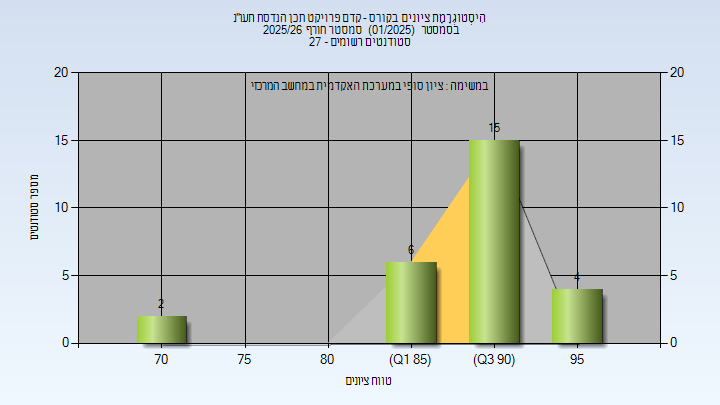 היסטוגרמת ציונים בקורס - קדם פרויקט תכן הנדסת תעו"נ
בסמסטר (01/2025) סמסטר חורף 2025/26
סטודנטים רשומים - 27
במשימה : ציון סופי במערכת האקדמית במחשב המרכזי
20
15
10
5
0
20
15
10
5
0
מספר סטודנטים
2
6
15
4
70
75
80
(Q1 85)
(Q3 90)
95
טווח ציונים